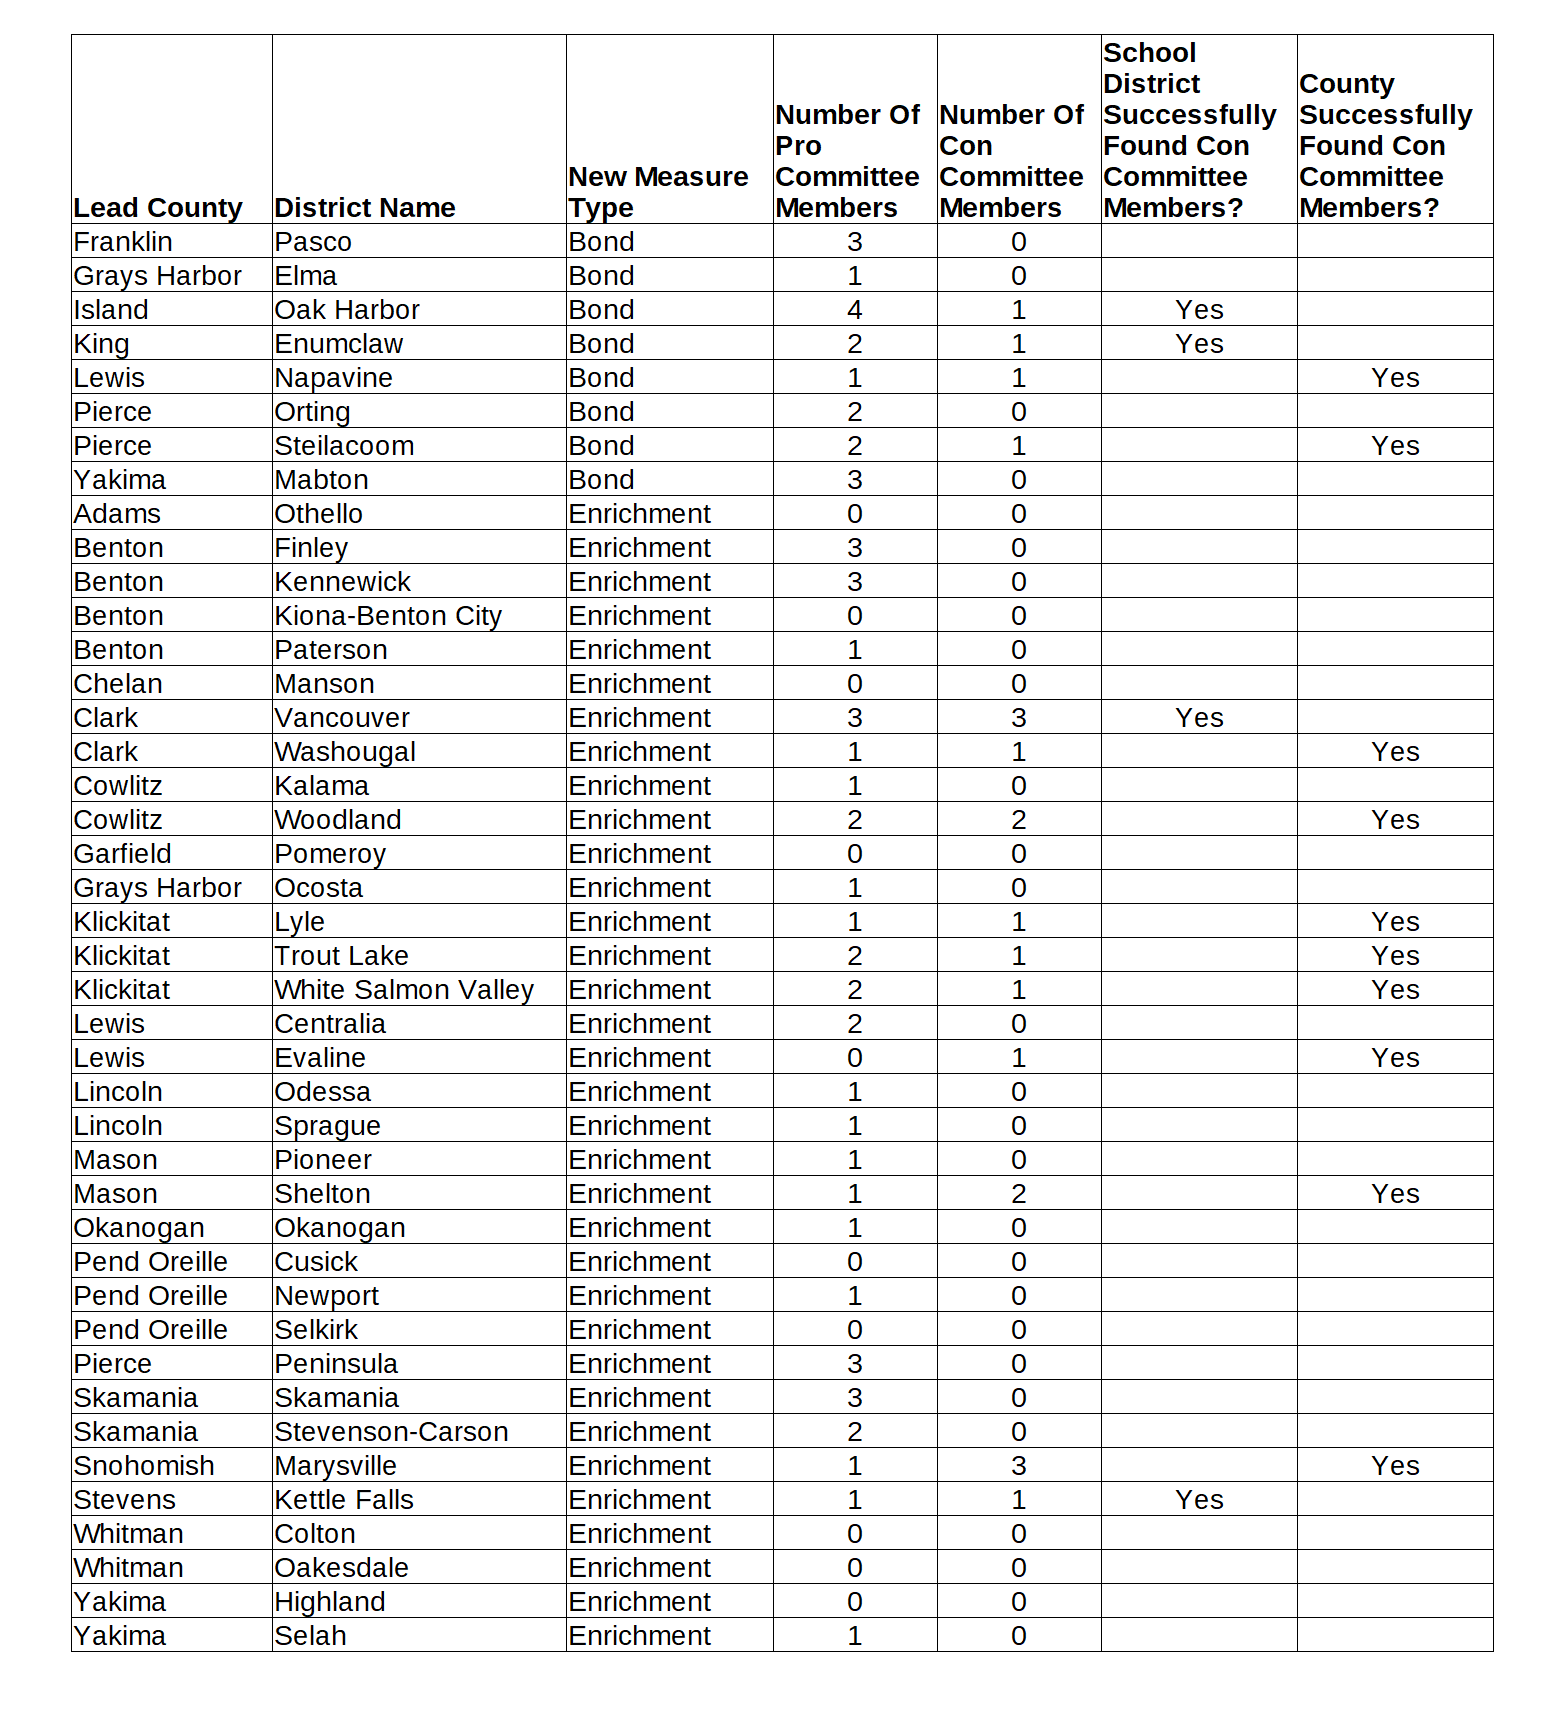 Lead County District Name New Measure Type Number Of Pro Committee Members Number Of Con Committee Members School District Successfully Found Con Committee Members? County Successfully Found Con Committee Members?
Franklin Pasco Bond 3 0
Grays Harbor Elma Bond 1 0
Island Oak Harbor Bond 4 1 Yes
King Enumclaw Bond 2 1 Yes
Lewis Napavine Bond 1 1 Yes
Pierce Orting Bond 2 0
Pierce Steilacoom Bond 2 1 Yes
Yakima Mabton Bond 3 0
Adams Othello Enrichment 0 0
Benton Finley Enrichment 3 0
Benton Kennewick Enrichment 3 0
Benton Kiona-Benton City Enrichment 0 0
Benton Paterson Enrichment 1 0
Chelan Manson Enrichment 0 0
Clark Vancouver Enrichment 3 3 Yes
Clark Washougal Enrichment 1 1 Yes
Cowlitz Kalama Enrichment 1 0
Cowlitz Woodland Enrichment 2 2 Yes
Garfield Pomeroy Enrichment 0 0
Grays Harbor Ocosta Enrichment 1 0
Klickitat Lyle Enrichment 1 1 Yes
Klickitat Trout Lake Enrichment 2 1 Yes
Klickitat White Salmon Valley Enrichment 2 1 Yes
Lewis Centralia Enrichment 2 0
Lewis Evaline Enrichment 0 1 Yes
Lincoln Odessa Enrichment 1 0
Lincoln Sprague Enrichment 1 0
Mason Pioneer Enrichment 1 0
Mason Shelton Enrichment 1 2 Yes
Okanogan Okanogan Enrichment 1 0
Pend Oreille Cusick Enrichment 0 0
Pend Oreille Newport Enrichment 1 0
Pend Oreille Selkirk Enrichment 0 0
Pierce Peninsula Enrichment 3 0
Skamania Skamania Enrichment 3 0
Skamania Stevenson-Carson Enrichment 2 0
Snohomish Marysville Enrichment 1 3 Yes
Stevens Kettle Falls Enrichment 1 1 Yes
Whitman Colton Enrichment 0 0
Whitman Oakesdale Enrichment 0 0
Yakima Highland Enrichment 0 0
Yakima Selah Enrichment 1 0